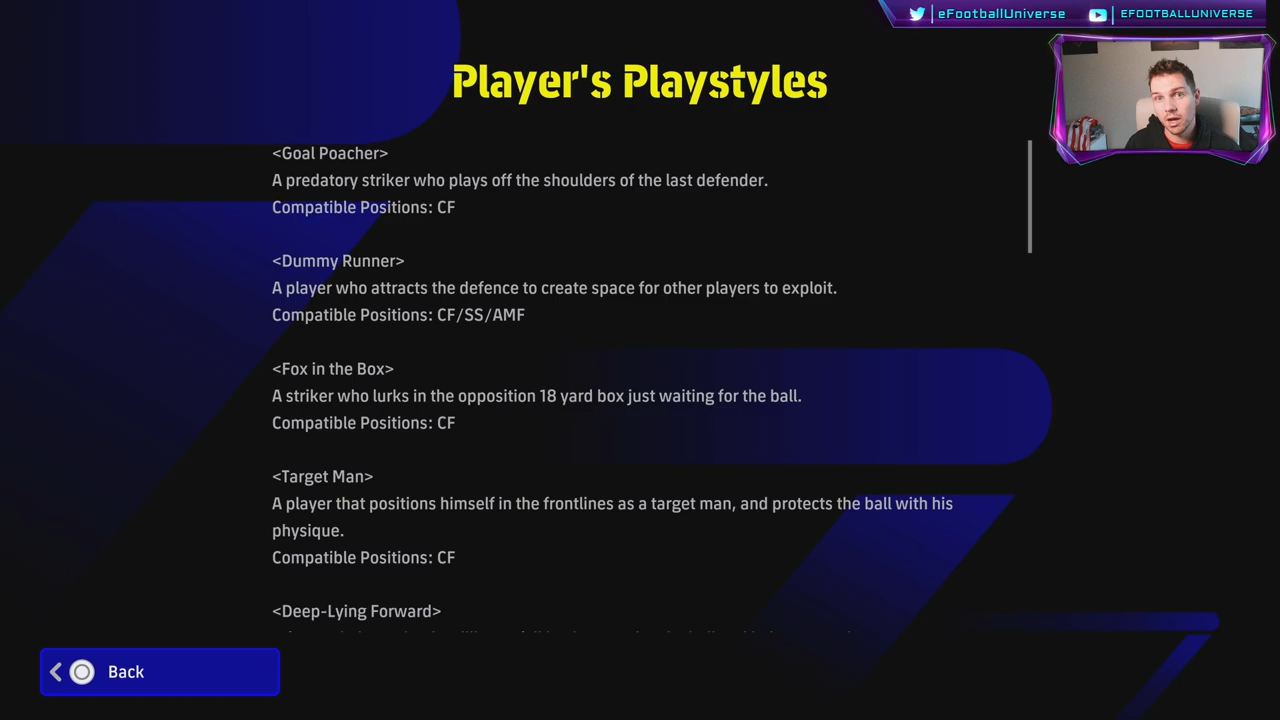 eFootballUniverse
EFOOTBALLUNIVERSE
Player's Playstyles
<Goal Poacher>
A predatory striker who plays off the shoulders of the last defender.
Compatible Positions: CF
<Dummy Runner>
A player who attracts the defence to create space for other players to exploit.
Compatible Positions: CF/SS/AMF
<Fox in the Box>
A striker who lurks in the opposition 18 yard box just waiting for the ball.
Compatible Positions: CF
<Target Man>
A player that positions himself in the frontlines as a target man, and protects the ball with his
physique.
Compatible Positions: CF
<Deep-Lying Forward>
Back